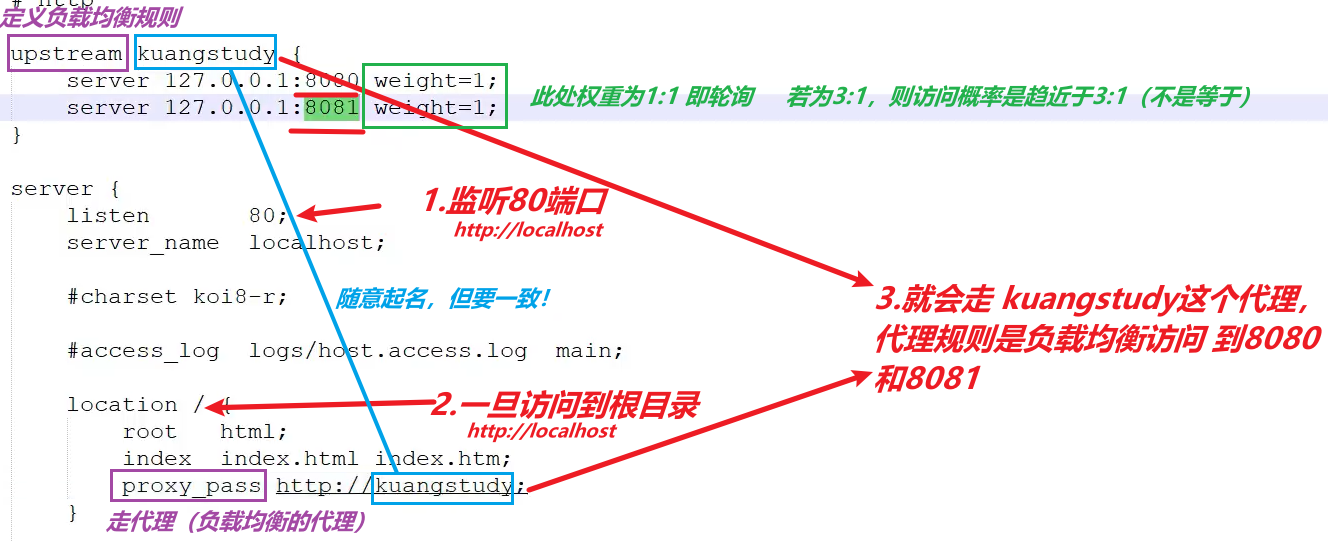 # http
定义负载均衡规则
upstream kuangstudy {
server 127.0.0.1:8080 weight=1;
server 127.0.0.1:8081 weight=1;
此处权重为1:1 即轮询 若为3:1，则访问概率是趋近于3:1（不是等于）
}
server {
listen 80;
server_name localhost;
1.监听80端口
http://localhost
#charset koi8-r;
随意起名，但要一致！
3.就会走 kuangstudy这个代理，
代理规则是负载均衡访问 到8080
和8081
#access_log logs/host.access.log main;
location / {
2.一旦访问到根目录
http://localhost
root html;
index index.html index.htm;
proxy_pass http://kuangstudy;
}
走代理（负载均衡的代理）